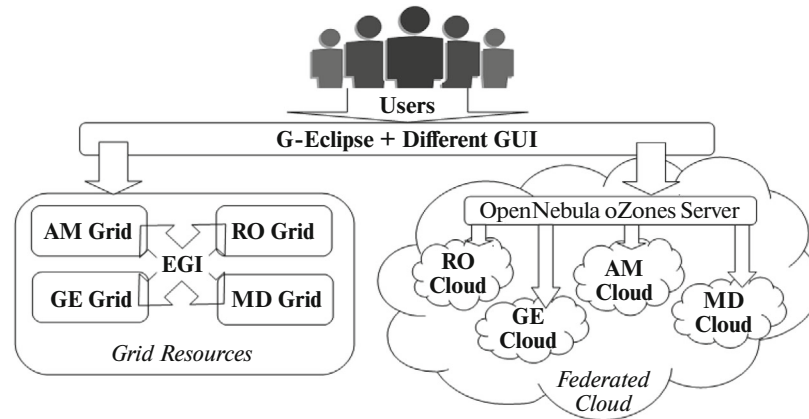 Users
G-Eclipse + Different GUI
AM Grid
RO Grid
EGI
GE Grid
MD Grid
Grid Resources
OpenNebula oZones Server
RO
Cloud
AM
Cloud
GE
Cloud
MD
Cloud
Federated
Cloud